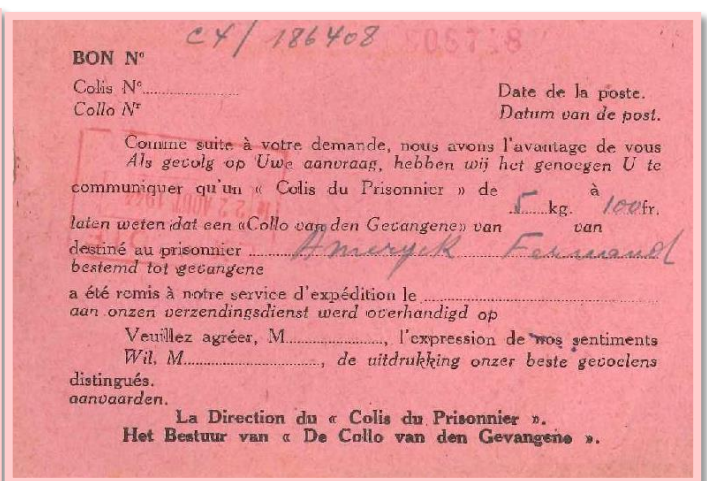 C4/ 186408
BON N°
Colis N°
Collo Nr
Date de la poste.
Datum van de post.
Comme suite à votre demande, nous avons l'avantage de vous
Als gevolg op Uwe aanvraag, hebben wij het genoegen U te
communiquer qu'un « Colis du Prisonnier » de 5 kg. à 100 fr.
laten weten dat een «Collo van den Gevangene» van van
destiné au prisonnier Ameryck Fernand
bestemd tot gevangene
a été remis à notre service d'expédition le
aan onzen verzendingsdienst werd overhandigd op
Veuillez agréer, M............, l'expression de nos sentiments
Wil, M............, de uitdrukking onzer beste gevoelens
distingués.
aanvaarden.
La Direction du « Colis du Prisonnier ».
Het Bestuur van « De Collo van den Gevangene ».